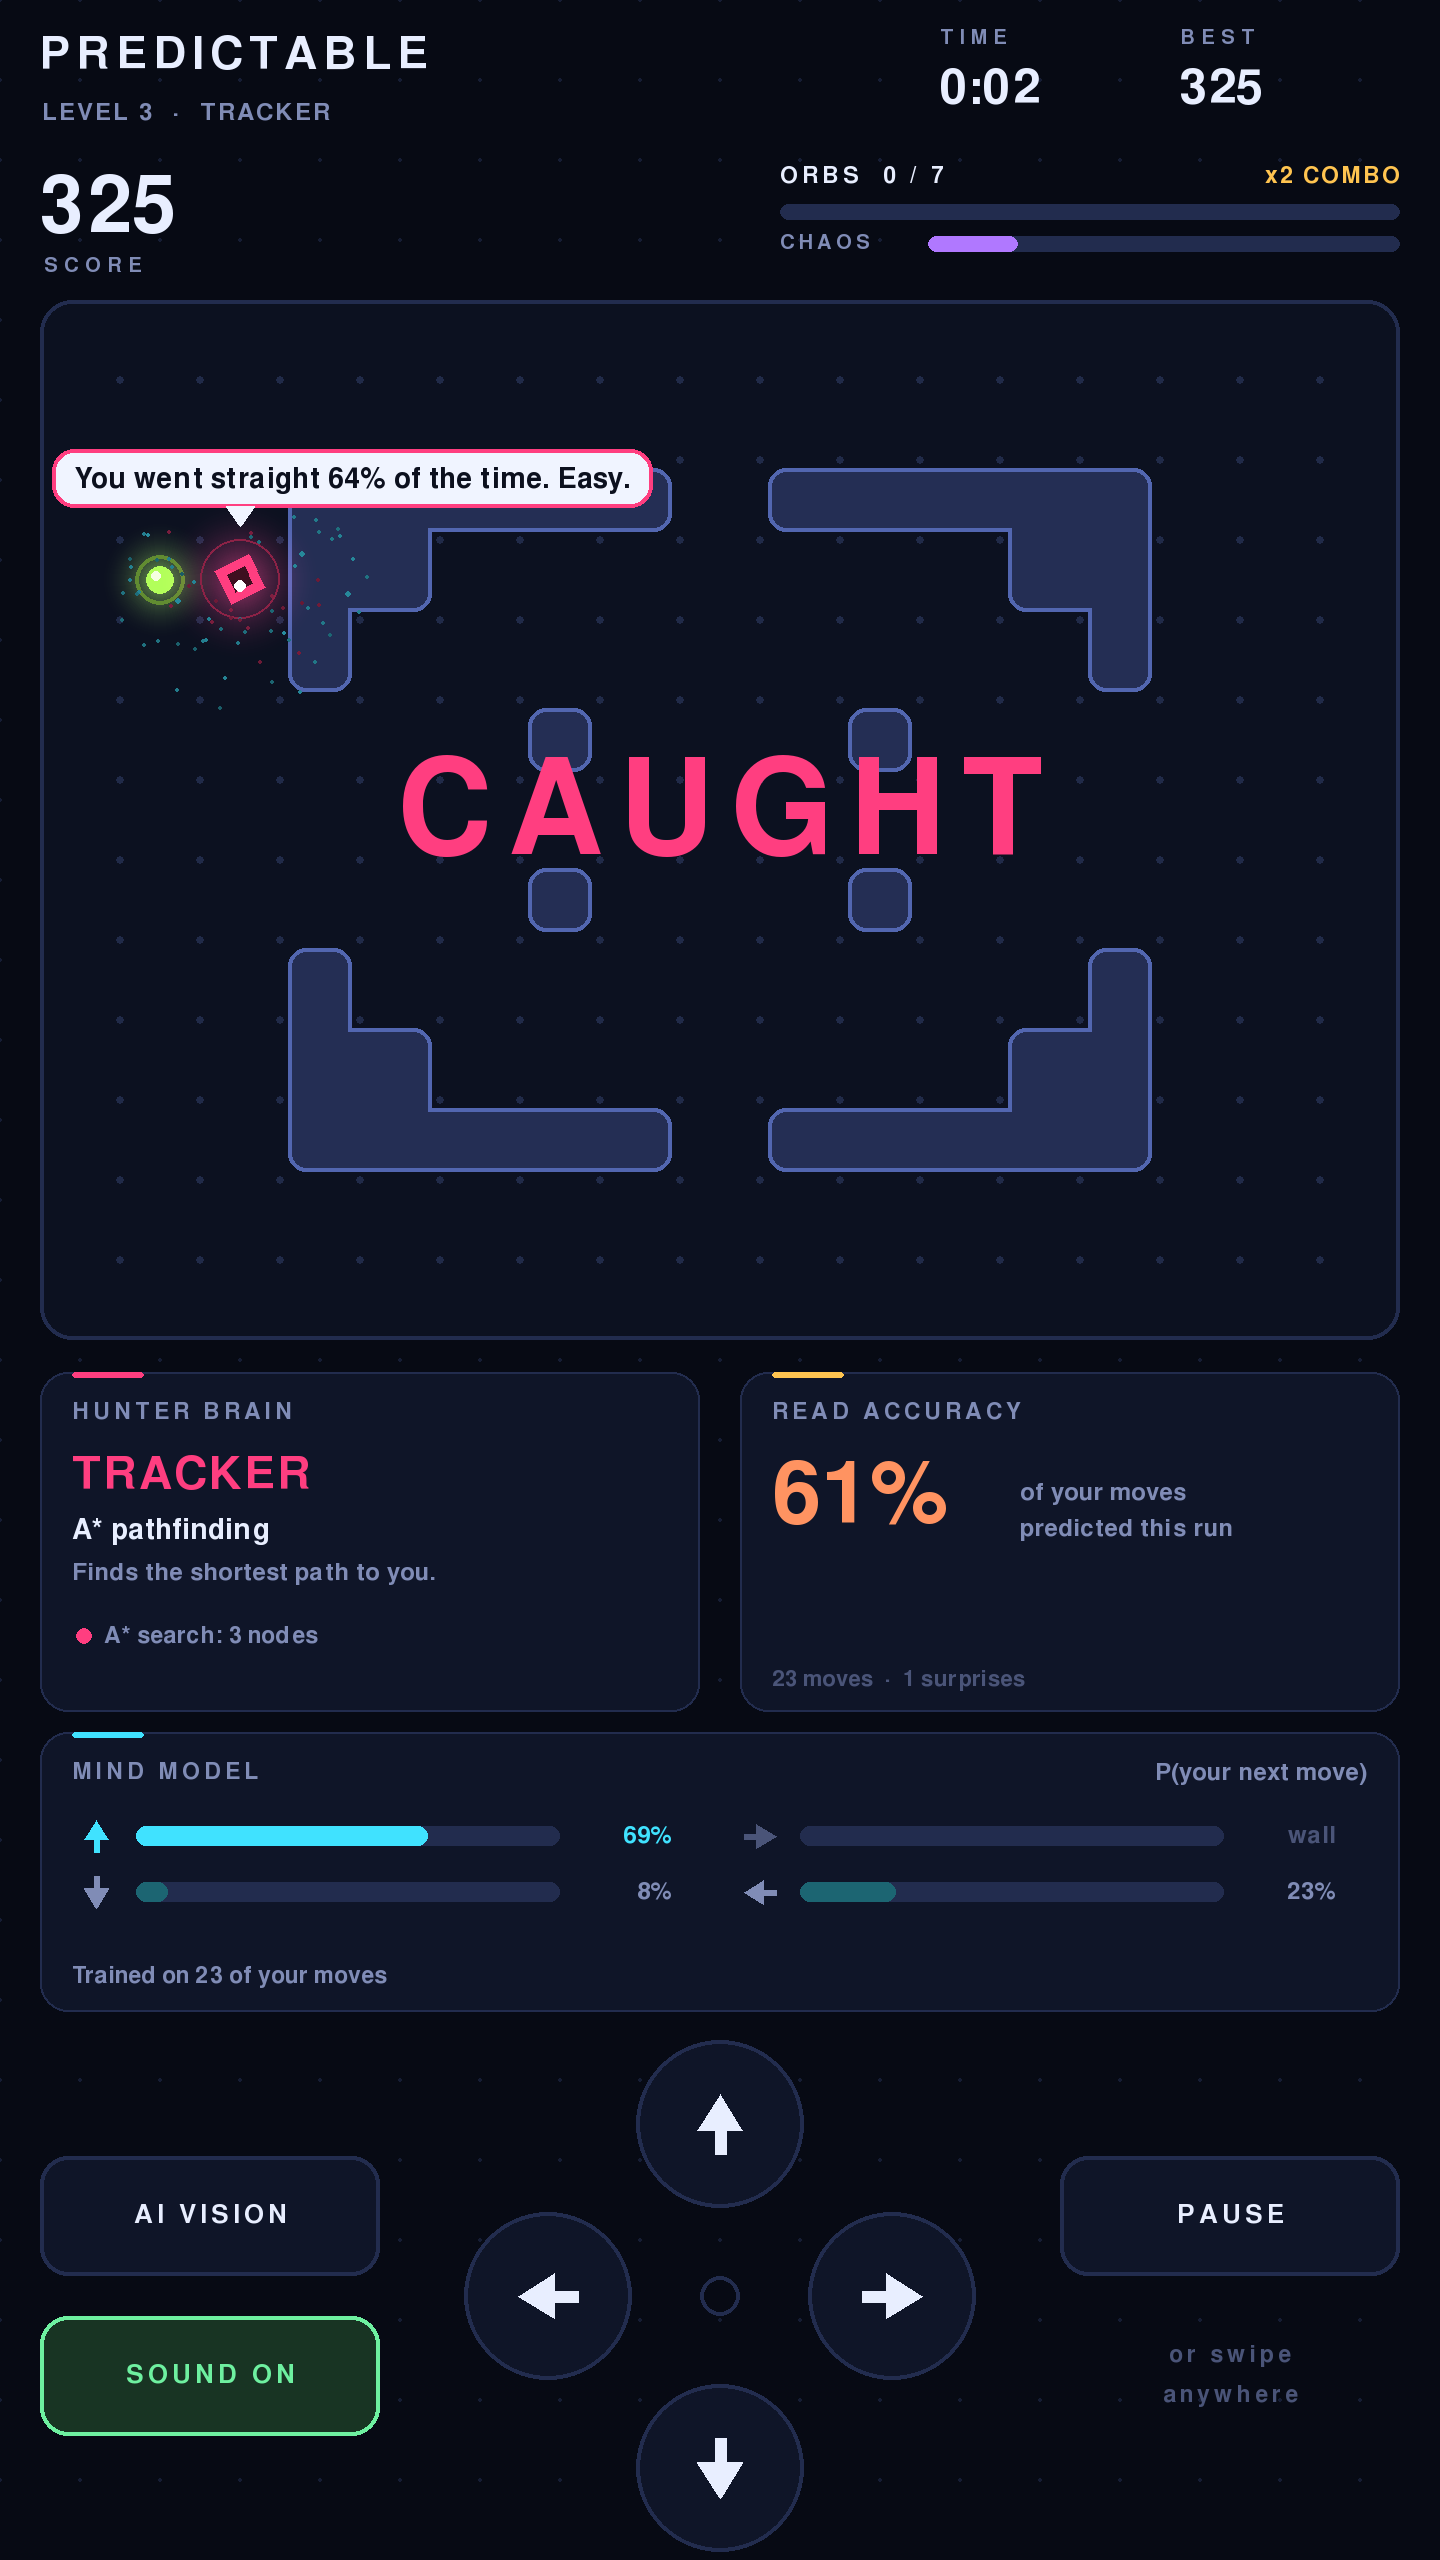 PREDICTABLE
LEVEL 3 · TRACKER
TIME
0:02
BEST
325
325
SCORE
ORBS 0 / 7
x2 COMBO
CHAOS
You went straight 64% of the time. Easy.
CAUGHT
HUNTER BRAIN
TRACKER
A* pathfinding
Finds the shortest path to you.
A* search: 3 nodes
READ ACCURACY
61%
of your moves
predicted this run
23 moves · 1 surprises
MIND MODEL
P(your next move)
69%
wall
8%
23%
Trained on 23 of your moves
AI VISION
PAUSE
SOUND ON
or swipe
anywhere